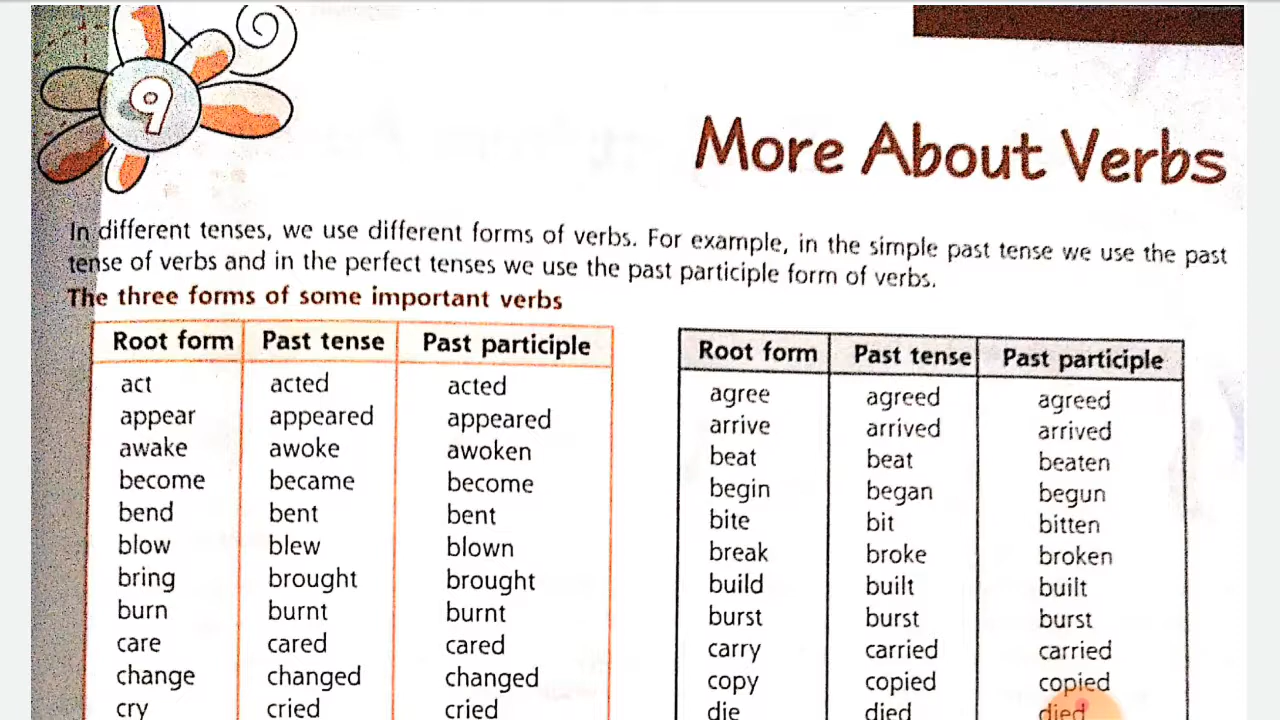 9
More About Verbs
In different tenses, we use different forms of verbs. For example, in the simple past tense we use the past
tense of verbs and in the perfect tenses we use the past participle form of verbs.
The three forms of some important verbs
Root form Past tense Past participle
act acted acted
appear appeared appeared
awake awoke awoken
become became become
bend bent bent
blow blew blown
bring brought brought
burn burnt burnt
care cared cared
change changed changed
cry cried cried
Root form Past tense Past participle
agree agreed agreed
arrive arrived arrived
beat beat beaten
begin began begun
bite bit bitten
break broke broken
build built built
burst burst burst
carry carried carried
copy copied copied
die died died